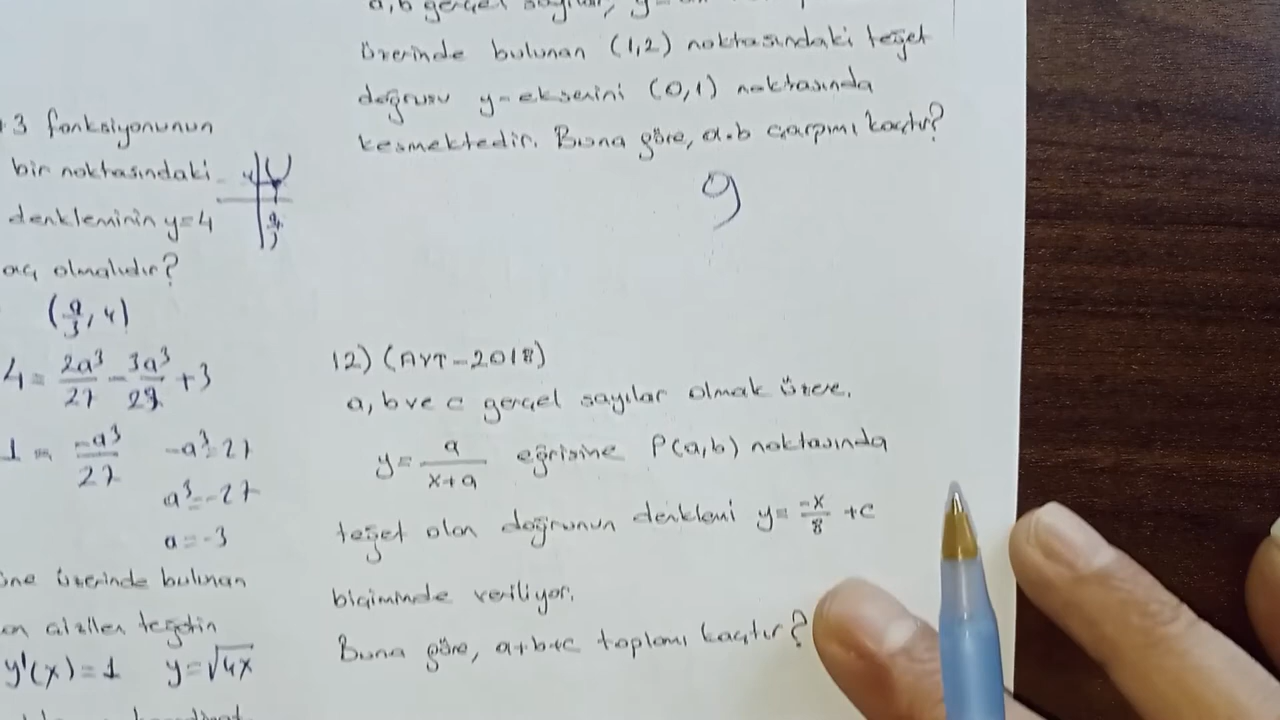 a,b gerçel sayılar, y=
üzerinde bulunan (1,2) noktasındaki teğet
doğrusu y-eksenini (0,1) noktasında
kesmektedir. Buna göre, a.b çarpımı kaçtır?
9
+3 fonksiyonunun
bir noktasındaki
denkleminin y=4
olmalıdır?
(a/3, 4)
4 = 2a³/27 - 3a³/29 + 3
1 = -a³/27
-a³=27
a³=-27
a=-3
üzerinde bulunan
çizilen teğetin
y'(x)=1 y=√4x
12) (AYT-2018)
a, b ve c gerçel sayılar olmak üzere,
y = a/(x+a) eğrisine P(a,b) noktasında
teğet olan doğrunun denklemi y = -x/8 + c
biçiminde veriliyor.
Buna göre, a+b+c toplamı kaçtır?